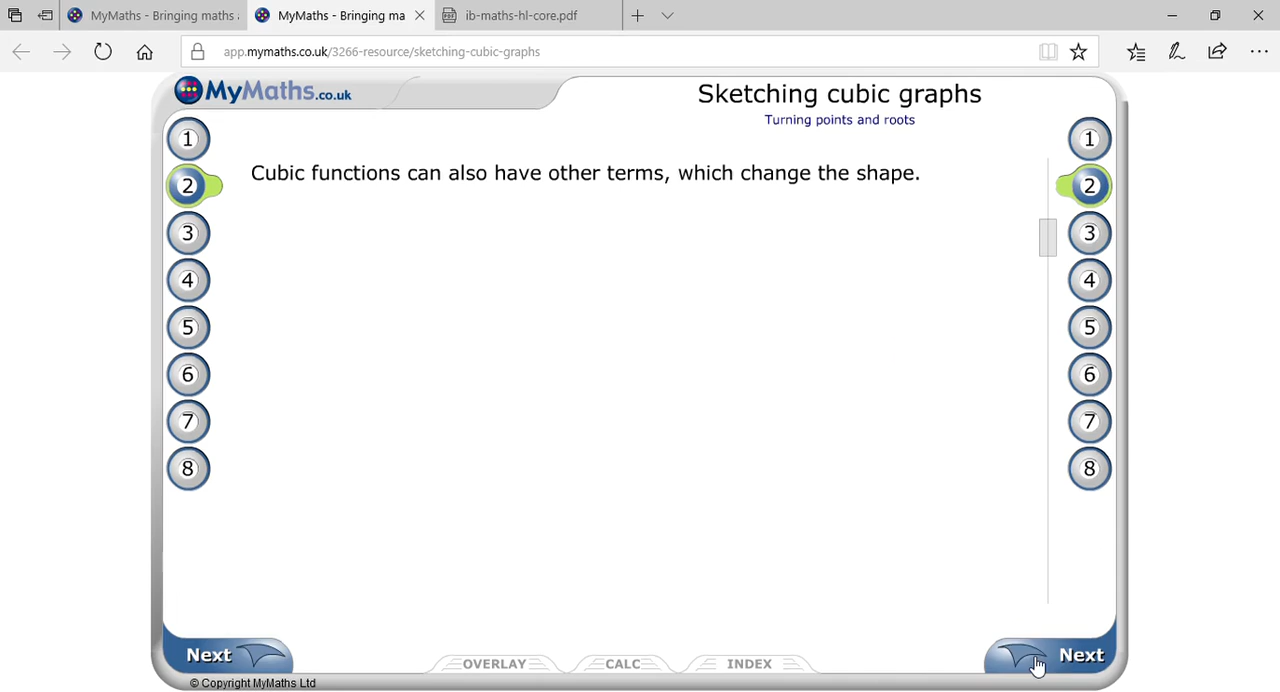 MyMaths - Bringing maths
MyMaths - Bringing ma
ib-maths-hl-core.pdf
app.mymaths.co.uk/3266-resource/sketching-cubic-graphs
MyMaths.co.uk
Sketching cubic graphs
Turning points and roots
Cubic functions can also have other terms, which change the shape.
1
2
3
4
5
6
7
8
1
2
3
4
5
6
7
8
Next
OVERLAY
CALC
INDEX
Next
© Copyright MyMaths Ltd